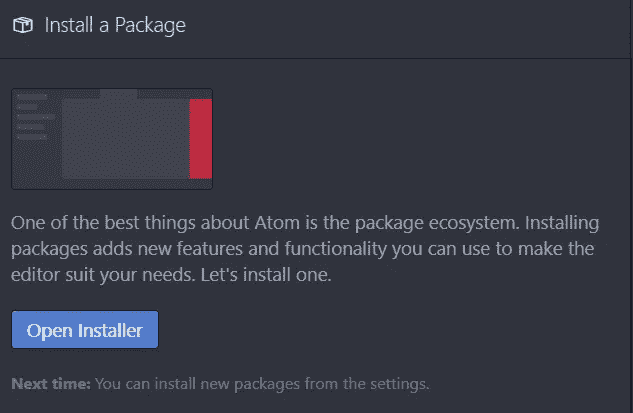 Install a Package
One of the best things about Atom is the package ecosystem. Installing
packages adds new features and functionality you can use to make the
editor suit your needs. Let's install one.
Open Installer
Next time: You can install new packages from the settings.